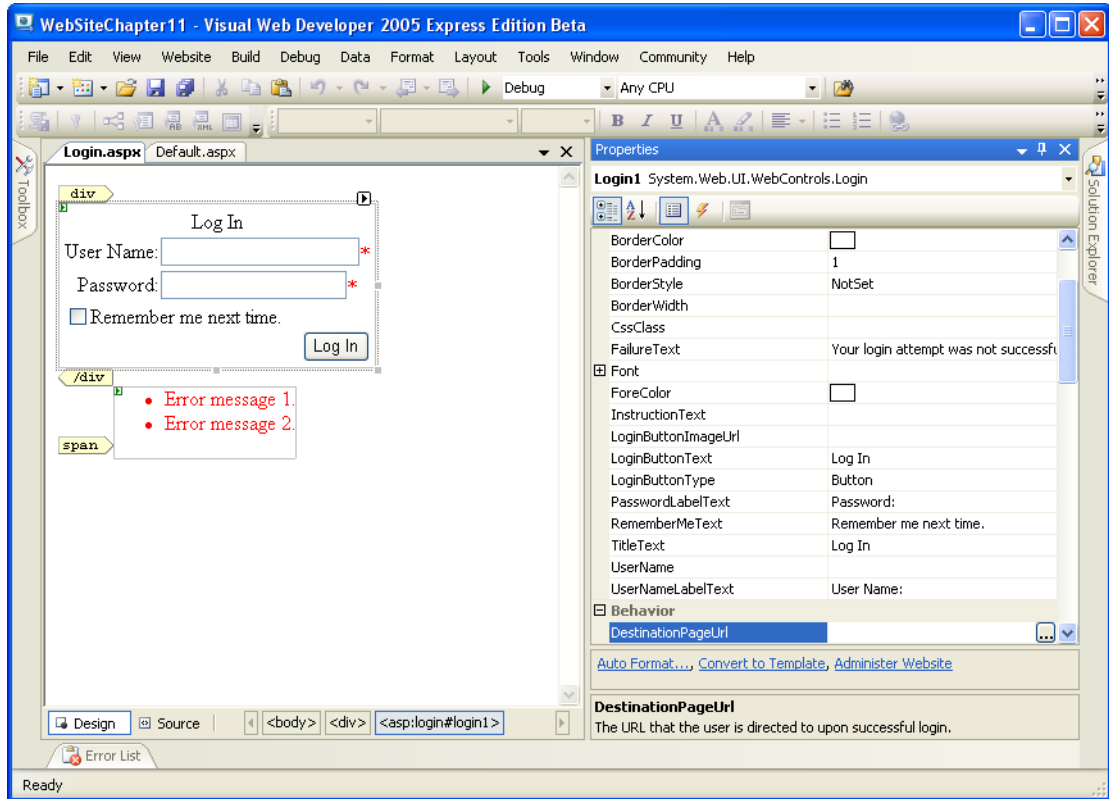 WebSiteChapter11 - Visual Web Developer 2005 Express Edition Beta
File Edit View Website Build Debug Data Format Layout Tools Window Community Help
Debug Any CPU
B I U A
Login.aspx Default.aspx
Toolbox
div
Log In
User Name: *
Password: *
Remember me next time.
Log In
/div
• Error message 1.
• Error message 2.
span
Design Source <body> <div> <asp:login#login1>
Error List
Ready
Properties
Login1 System.Web.UI.WebControls.Login
BorderColor
BorderPadding 1
BorderStyle NotSet
BorderWidth
CssClass
FailureText Your login attempt was not successfu
Font
ForeColor
InstructionText
LoginButtonImageUrl
LoginButtonText Log In
LoginButtonType Button
PasswordLabelText Password:
RememberMeText Remember me next time.
TitleText Log In
UserName
UserNameLabelText User Name:
Behavior
DestinationPageUrl ...
Auto Format..., Convert to Template, Administer Website
DestinationPageUrl
The URL that the user is directed to upon successful login.
Solution Explorer